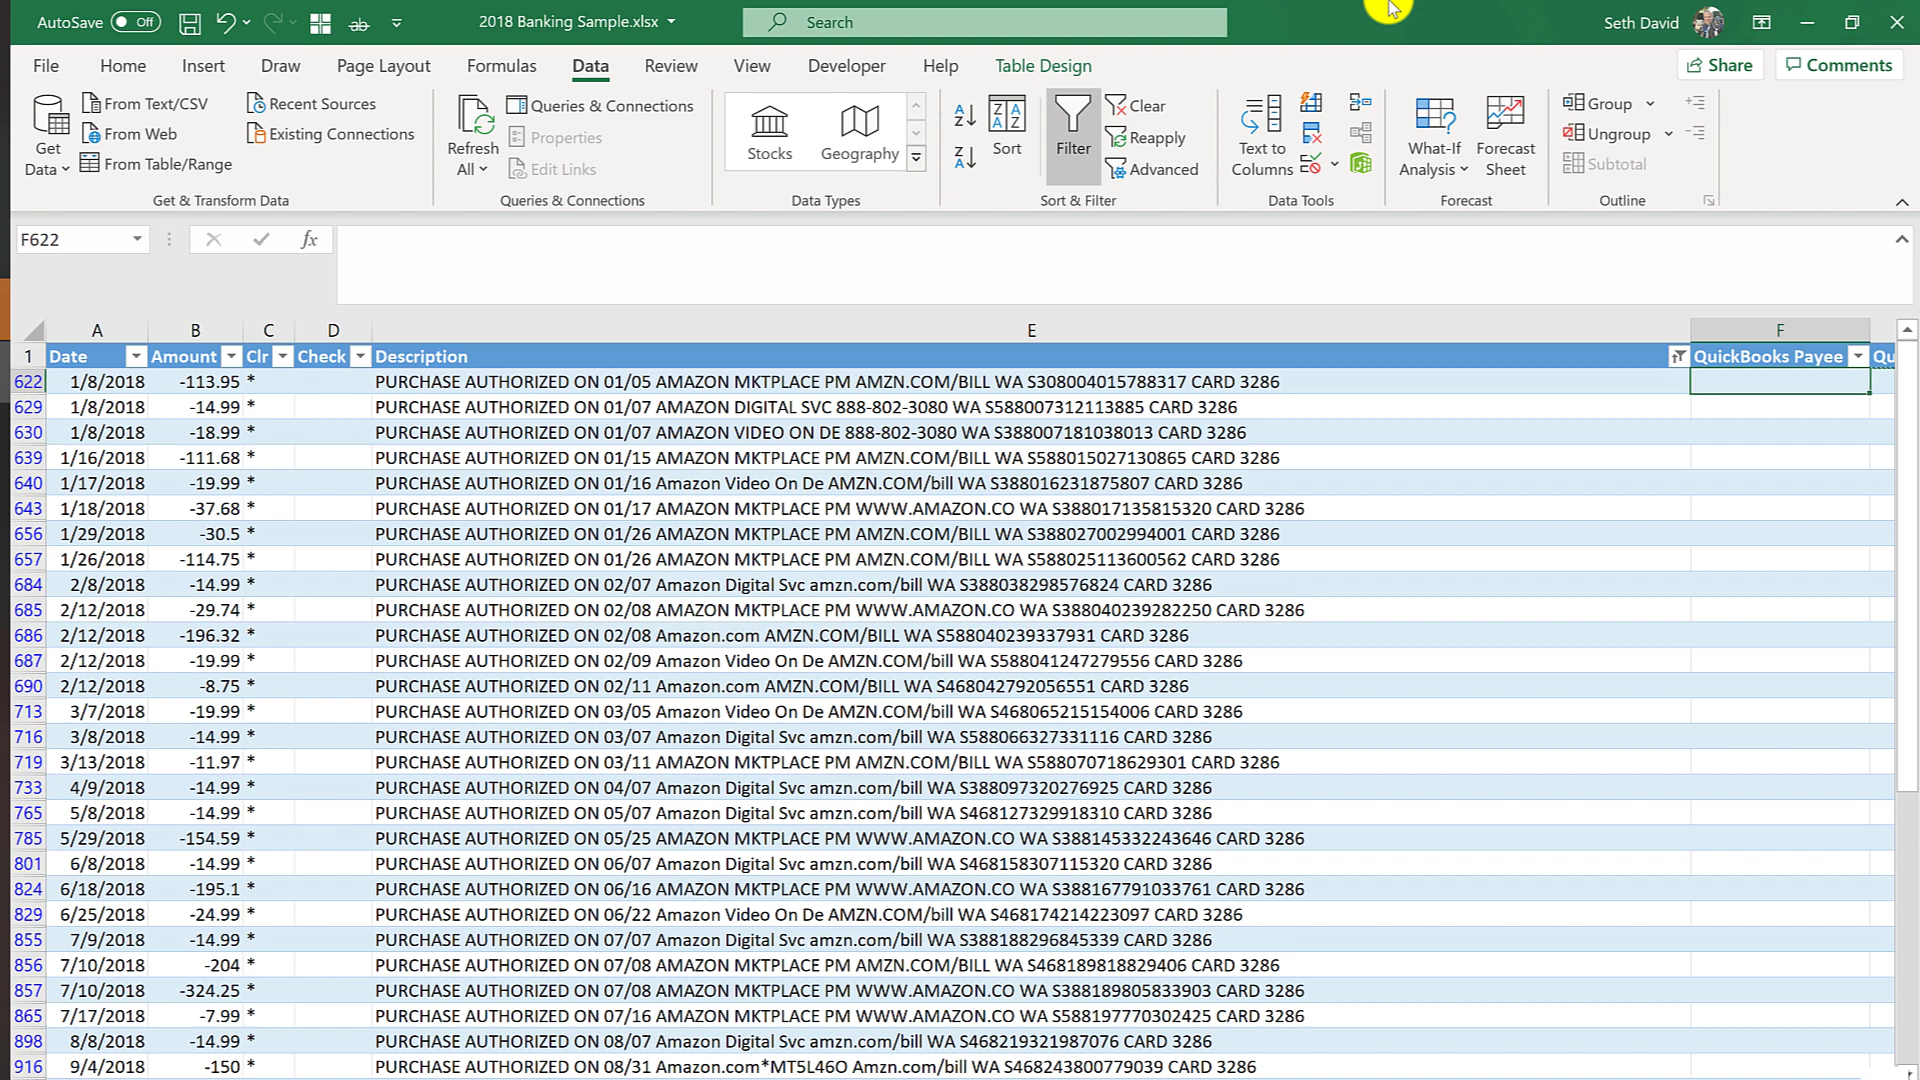 AutoSave Off ab 2018 Banking Sample.xlsx Search Seth David
File Home Insert Draw Page Layout Formulas Data Review View Developer Help Table Design Share Comments
Get Data From Text/CSV From Web From Table/Range Recent Sources Existing Connections
Refresh All Queries & Connections Properties Edit Links
Stocks Geography
Sort Filter Clear Reapply Advanced
Text to Columns What-If Analysis Forecast Sheet Group Ungroup Subtotal
Get & Transform Data Queries & Connections Data Types Sort & Filter Data Tools Forecast Outline
F622 fx
A B C D E F
1 Date Amount Clr Check Description QuickBooks Payee Qu
622 1/8/2018 -113.95 * PURCHASE AUTHORIZED ON 01/05 AMAZON MKTPLACE PM AMZN.COM/BILL WA S308004015788317 CARD 3286
629 1/8/2018 -14.99 * PURCHASE AUTHORIZED ON 01/07 AMAZON DIGITAL SVC 888-802-3080 WA S588007312113885 CARD 3286
630 1/8/2018 -18.99 * PURCHASE AUTHORIZED ON 01/07 AMAZON VIDEO ON DE 888-802-3080 WA S388007181038013 CARD 3286
639 1/16/2018 -111.68 * PURCHASE AUTHORIZED ON 01/15 AMAZON MKTPLACE PM AMZN.COM/BILL WA S588015027130865 CARD 3286
640 1/17/2018 -19.99 * PURCHASE AUTHORIZED ON 01/16 Amazon Video On De AMZN.COM/bill WA S388016231875807 CARD 3286
643 1/18/2018 -37.68 * PURCHASE AUTHORIZED ON 01/17 AMAZON MKTPLACE PM WWW.AMAZON.CO WA S388017135815320 CARD 3286
656 1/29/2018 -30.5 * PURCHASE AUTHORIZED ON 01/26 AMAZON MKTPLACE PM AMZN.COM/BILL WA S388027002994001 CARD 3286
657 1/26/2018 -114.75 * PURCHASE AUTHORIZED ON 01/26 AMAZON MKTPLACE PM AMZN.COM/BILL WA S588025113600562 CARD 3286
684 2/8/2018 -14.99 * PURCHASE AUTHORIZED ON 02/07 Amazon Digital Svc amzn.com/bill WA S388038298576824 CARD 3286
685 2/12/2018 -29.74 * PURCHASE AUTHORIZED ON 02/08 AMAZON MKTPLACE PM WWW.AMAZON.CO WA S388040239282250 CARD 3286
686 2/12/2018 -196.32 * PURCHASE AUTHORIZED ON 02/08 Amazon.com AMZN.COM/BILL WA S588040239337931 CARD 3286
687 2/12/2018 -19.99 * PURCHASE AUTHORIZED ON 02/09 Amazon Video On De AMZN.COM/bill WA S588041247279556 CARD 3286
690 2/12/2018 -8.75 * PURCHASE AUTHORIZED ON 02/11 Amazon.com AMZN.COM/BILL WA S468042792056551 CARD 3286
713 3/7/2018 -19.99 * PURCHASE AUTHORIZED ON 03/05 Amazon Video On De AMZN.COM/bill WA S468065215154006 CARD 3286
716 3/8/2018 -14.99 * PURCHASE AUTHORIZED ON 03/07 Amazon Digital Svc amzn.com/bill WA S588066327331116 CARD 3286
719 3/13/2018 -11.97 * PURCHASE AUTHORIZED ON 03/11 AMAZON MKTPLACE PM AMZN.COM/BILL WA S588070718629301 CARD 3286
733 4/9/2018 -14.99 * PURCHASE AUTHORIZED ON 04/07 Amazon Digital Svc amzn.com/bill WA S388097320276925 CARD 3286
765 5/8/2018 -14.99 * PURCHASE AUTHORIZED ON 05/07 Amazon Digital Svc amzn.com/bill WA S468127329918310 CARD 3286
785 5/29/2018 -154.59 * PURCHASE AUTHORIZED ON 05/25 AMAZON MKTPLACE PM WWW.AMAZON.CO WA S388145332243646 CARD 3286
801 6/8/2018 -14.99 * PURCHASE AUTHORIZED ON 06/07 Amazon Digital Svc amzn.com/bill WA S468158307115320 CARD 3286
824 6/18/2018 -195.1 * PURCHASE AUTHORIZED ON 06/16 AMAZON MKTPLACE PM WWW.AMAZON.CO WA S388167791033761 CARD 3286
829 6/25/2018 -24.99 * PURCHASE AUTHORIZED ON 06/22 Amazon Video On De AMZN.COM/bill WA S468174214223097 CARD 3286
855 7/9/2018 -14.99 * PURCHASE AUTHORIZED ON 07/07 Amazon Digital Svc amzn.com/bill WA S388188296845339 CARD 3286
856 7/10/2018 -204 * PURCHASE AUTHORIZED ON 07/08 AMAZON MKTPLACE PM AMZN.COM/BILL WA S468189818829406 CARD 3286
857 7/10/2018 -324.25 * PURCHASE AUTHORIZED ON 07/08 AMAZON MKTPLACE PM WWW.AMAZON.CO WA S388189805833903 CARD 3286
865 7/17/2018 -7.99 * PURCHASE AUTHORIZED ON 07/16 AMAZON MKTPLACE PM WWW.AMAZON.CO WA S588197770302425 CARD 3286
898 8/8/2018 -14.99 * PURCHASE AUTHORIZED ON 08/07 Amazon Digital Svc amzn.com/bill WA S468219321987076 CARD 3286
916 9/4/2018 -150 * PURCHASE AUTHORIZED ON 08/31 Amazon.com*MT5L46O Amzn.com/bill WA S468243800779039 CARD 3286